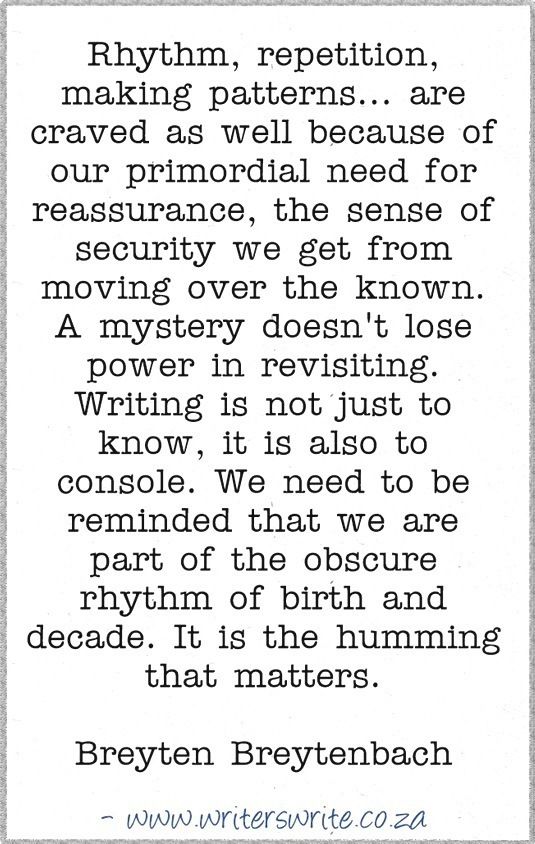 Rhythm, repetition,
making patterns... are
craved as well because of
our primordial need for
reassurance, the sense of
security we get from
moving over the known.
A mystery doesn't lose
power in revisiting.
Writing is not just to
know, it is also to
console. We need to be
reminded that we are
part of the obscure
rhythm of birth and
decade. It is the humming
that matters.
Breyten Breytenbach
- www.writerswrite.co.za